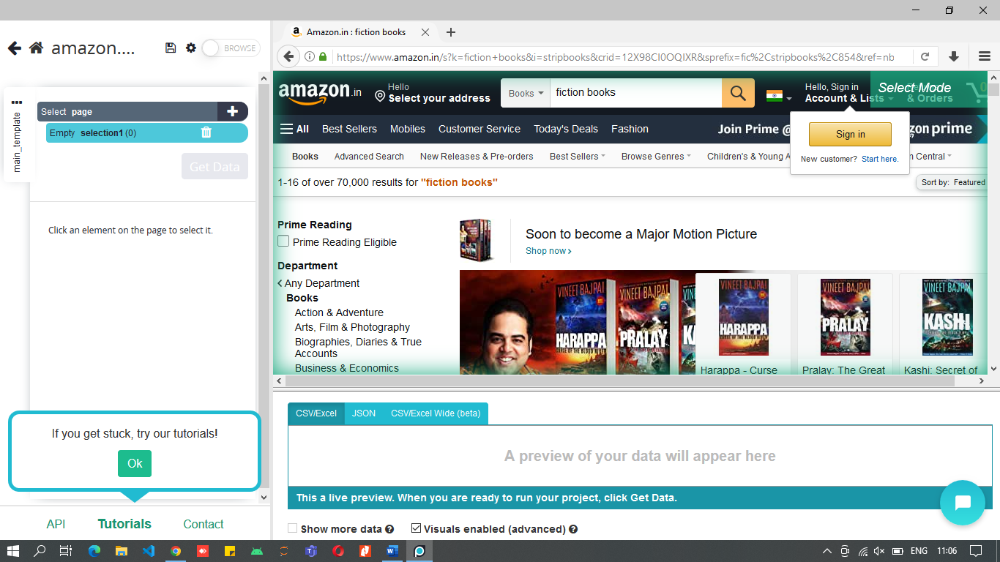 amazon....
BROWSE
main_template
Select page
Empty selection1 (0)
Get Data
Click an element on the page to select it.
If you get stuck, try our tutorials!
Ok
API
Tutorials
Contact
Amazon.in : fiction books
https://www.amazon.in/s?k=fiction+books&i=stripbooks&crid=12X98CI0OQIXR&sprefix=fic%2Cstripbooks%2C854&ref=nb
amazon.in
Hello
Select your address
Books
fiction books
Hello, Sign in
Account & Lists
Select Mode
& Orders
0
All
Best Sellers
Mobiles
Customer Service
Today's Deals
Fashion
Join Prime @
zon prime
Sign in
New customer? Start here.
Books
Advanced Search
New Releases & Pre-orders
Best Sellers
Browse Genres
Children's & Young A
n Central
1-16 of over 70,000 results for "fiction books"
Sort by: Featured
Prime Reading
Prime Reading Eligible
Department
Any Department
Books
Action & Adventure
Arts, Film & Photography
Biographies, Diaries & True
Accounts
Business & Economics
Soon to become a Major Motion Picture
Shop now
VINEET BAJPAI
HARAPPA
CURSE OF THE BLOOD RIVER
VINEET BAJPAI
PRALAY
KA
VINEET BAJPAI
HARAPPA
Harappa - Curse
VINEET BAJPAI
PRALAY
Pralay: The Great
VINEET BAJPAI
KASHI
Kashi: Secret of
CSV/Excel
JSON
CSV/Excel Wide (beta)
A preview of your data will appear here
This a live preview. When you are ready to run your project, click Get Data.
Show more data
Visuals enabled (advanced)
ENG
11:06